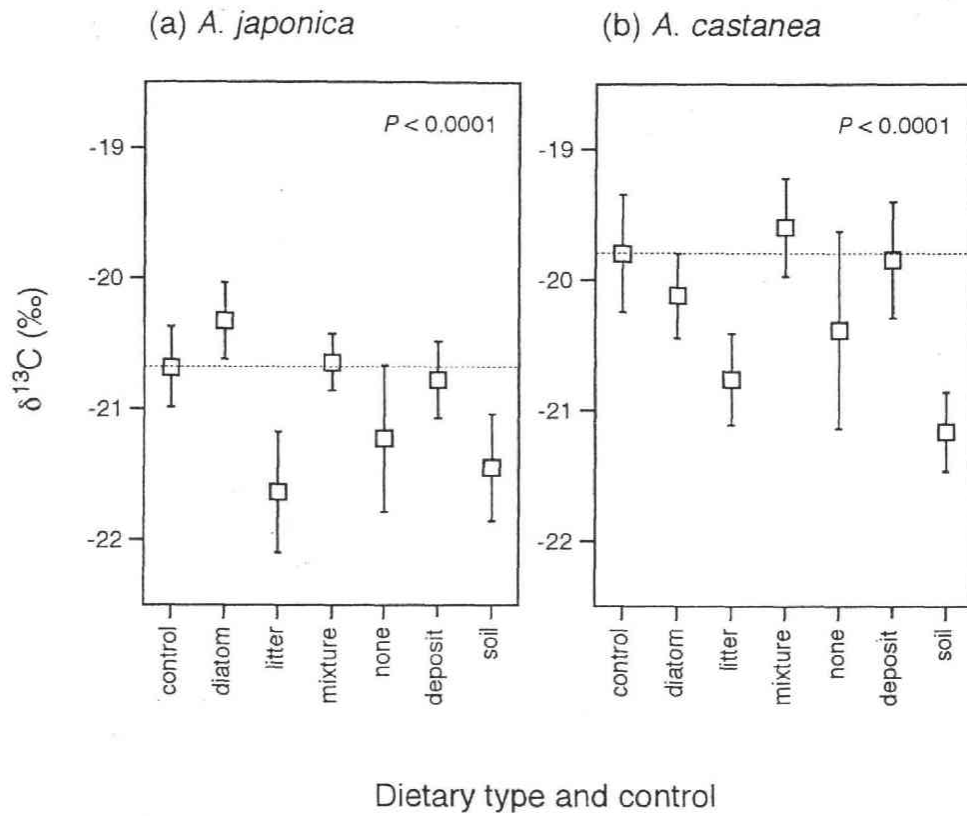 (a) A. japonica
(b) A. castanea
P < 0.0001
P < 0.0001
-19
-20
-21
-22
-19
-20
-21
-22
δ¹³C (‰)
control
diatom
litter
mixture
none
deposit
soil
control
diatom
litter
mixture
none
deposit
soil
Dietary type and control